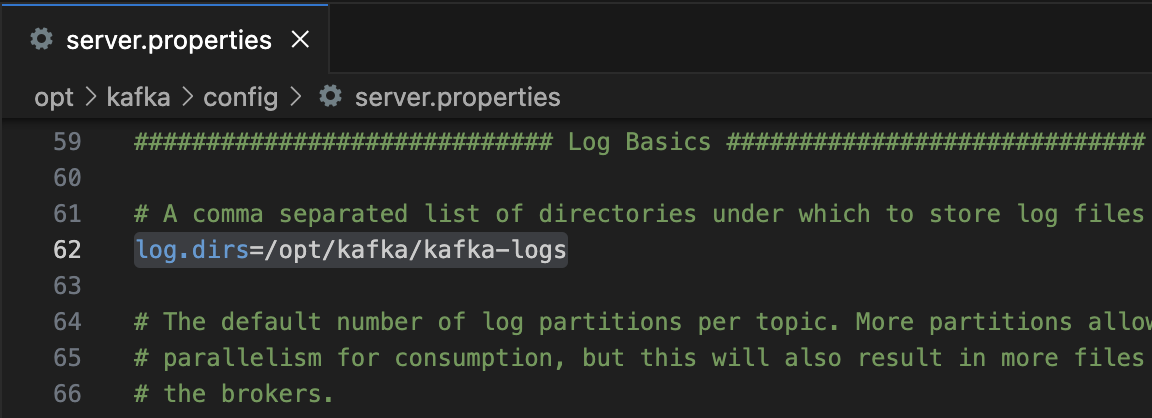 server.properties
opt > kafka > config > server.properties
59 ############################# Log Basics #############################
60
61 # A comma separated list of directories under which to store log files
62 log.dirs=/opt/kafka/kafka-logs
63
64 # The default number of log partitions per topic. More partitions allow
65 # parallelism for consumption, but this will also result in more files
66 # the brokers.